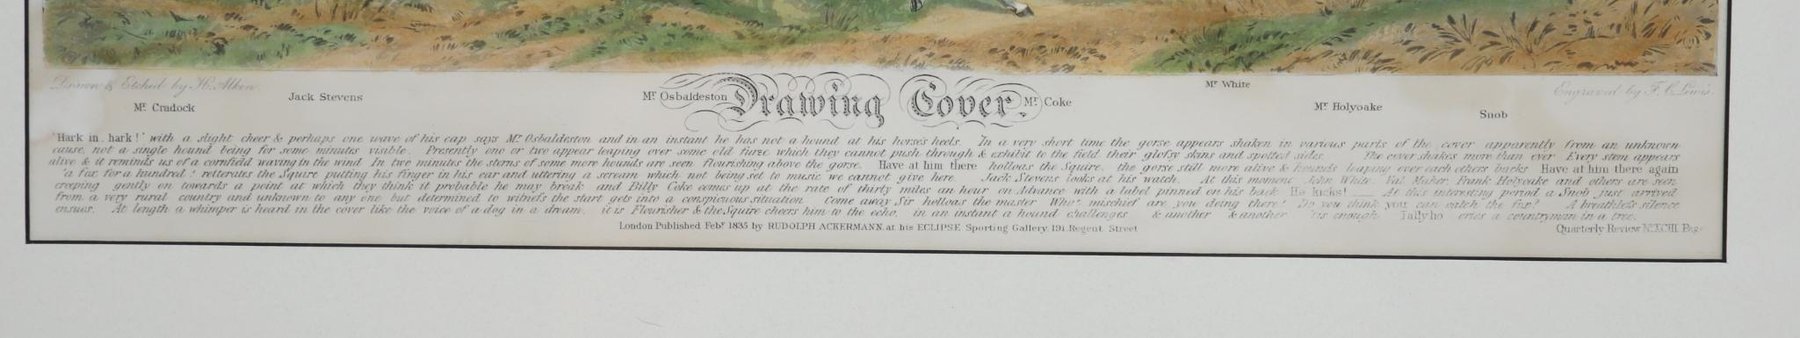 Drawn & Etched by H. Alken.
Engraved by F. C. Lewis.
Mr. Cradock
Jack Stevens
Mr. Osbaldeston
Drawing Cover.
Mr. Coke
Mr. White
Mr. Holyoake
Snob
'Hark in, hark!' with a slight cheer & perhaps one wave of his cap says Mr. Osbaldeston and in an instant he has not a hound at his horses heels. In a very short time the gorse appears shaken in various parts of the cover apparently from an unknown
cause, not a single hound being for some minutes visible. Presently one or two appear leaping over some old furze which they cannot push through & exhibit to the field their glossy skins and spotted sides. The cover shakes more than ever Every stem appears
alive & it reminds us of a cornfield waving in the wind. In two minutes the sterns of some more hounds are seen flourishing above the gorse. Have at him there holloas the Squire. the gorse still more alive & hounds leaping over each others backs Have at him there again
'a fox for a hundred! reiterates the Squire putting his finger in his ear and uttering a scream which not being set to music we cannot give here. Jack Stevens looks at his watch. At this moment John White, Val. Maher, Frank Holyoake and others are seen
creeping gently on towards a point at which they think it probable he may break and Billy Coke comes up at the rate of thirty miles an hour on Advance with a label pinned on his back He kicks! At this interesting period a Snob just arrived
from a very rural country and unknown to any one but determined to witness the start gets into a conspicuous situation Come away Sir holloas the master Wha' mischief are you doing there! Do you think you can catch the fox? A breathless silence
ensues. At length a whimper is heard in the cover like the voice of a dog in a dream. it is Flourisher & the Squire cheers him to the echo. in an instant a hound challenges & another & another 'tis enough Tallyho cries a countryman in a tree.
London Published Feby. 1835 by RUDOLPH ACKERMANN, at his ECLIPSE Sporting Gallery, 191 Regent Street
Quarterly Review No. XCIII Page